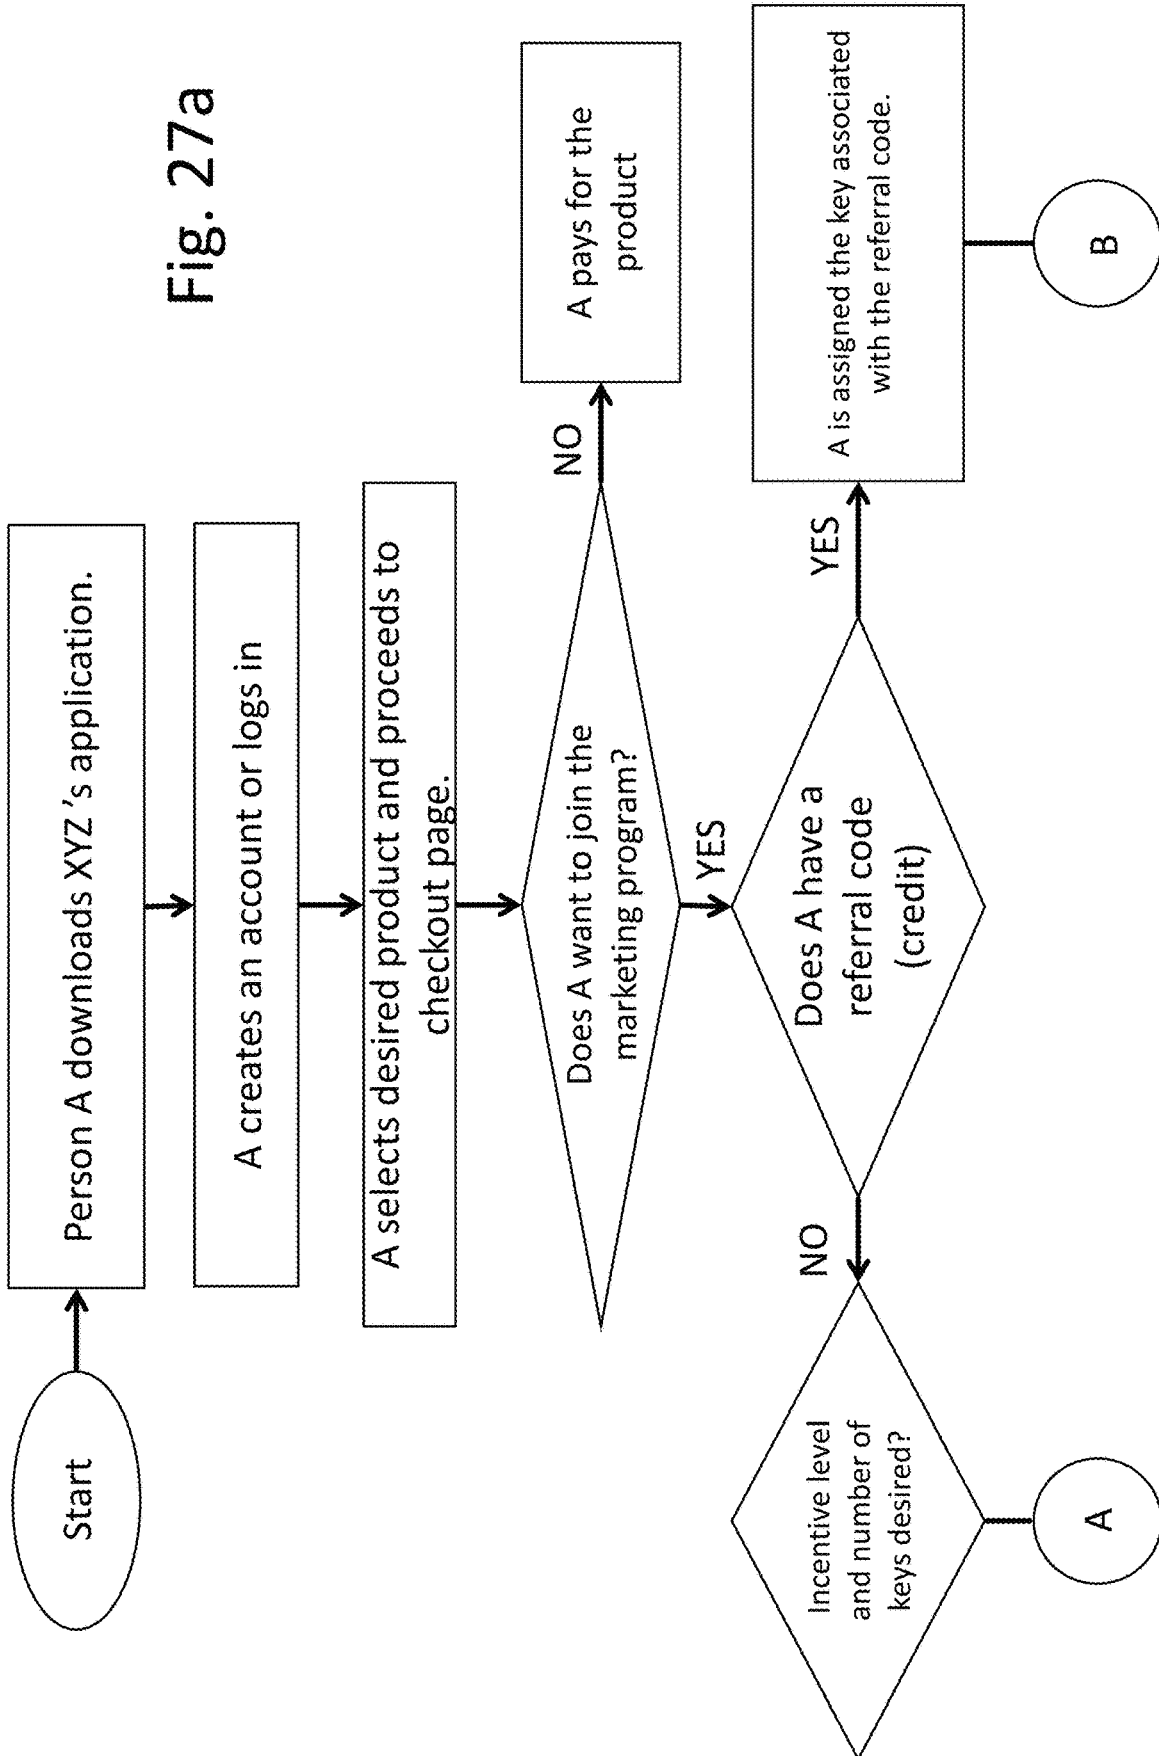 Fig. 27a
Start
Person A downloads XYZ 's application.
A creates an account or logs in
A selects desired product and proceeds to
checkout page.
Does A want to join the
marketing program?
NO
A pays for the
product
YES
Does A have a
referral code
(credit)
YES
A is assigned the key associated
with the referral code.
B
NO
Incentive level
and number of
keys desired?
A